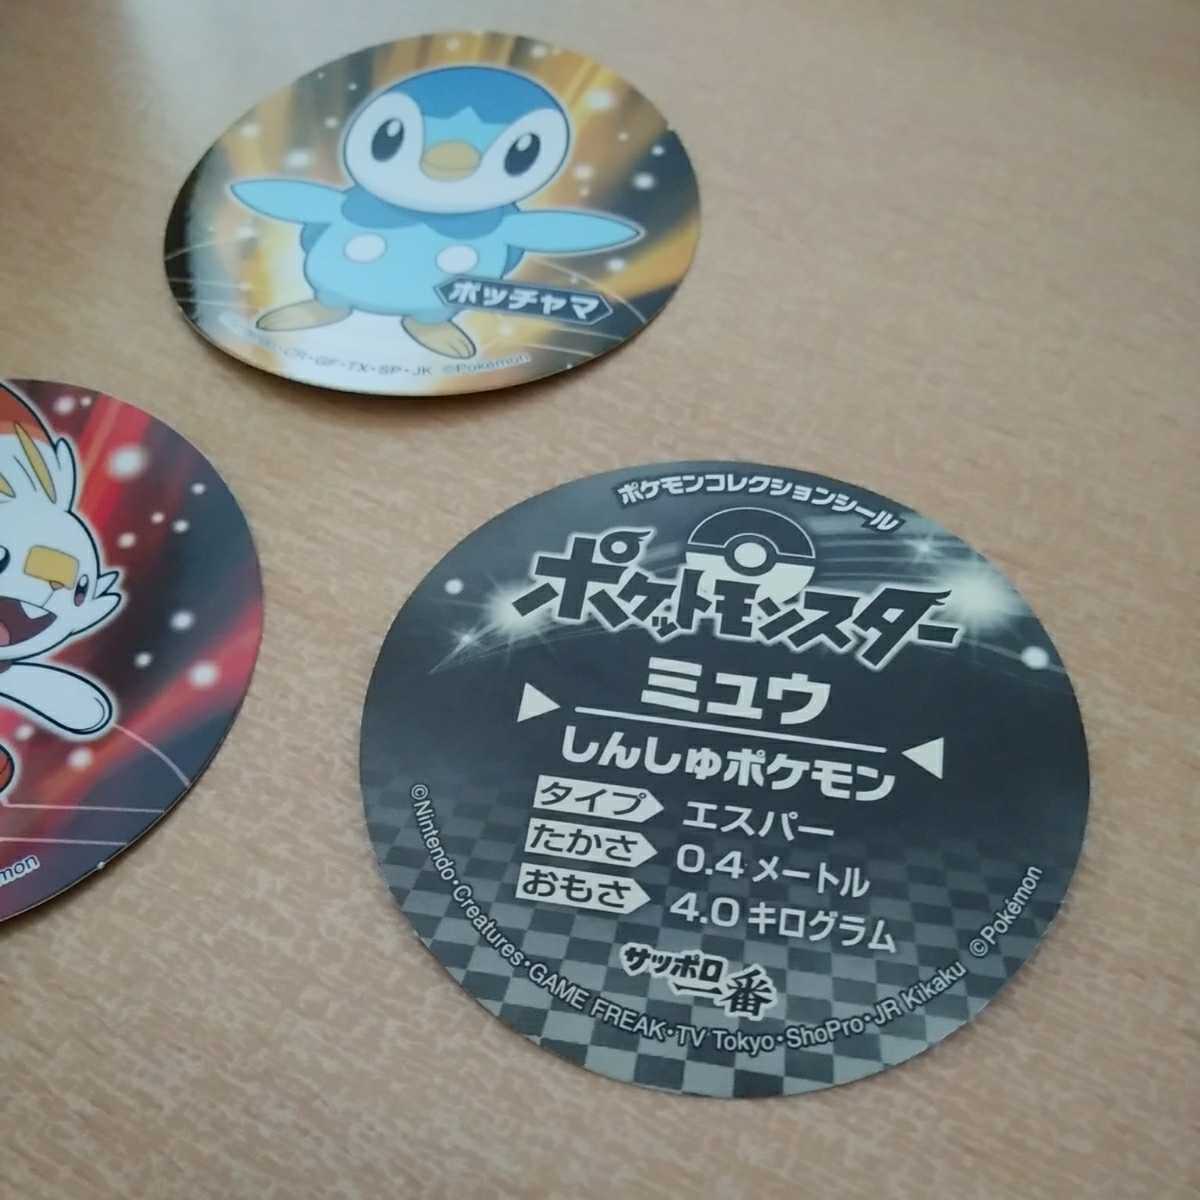 ポッチャマ
CR・GF・TX・SP・JK ©Pokémon
mon
ポケモンコレクションシール
ポケットモンスター
ミュウ
しんしゅポケモン
タイプ エスパー
たかさ 0.4 メートル
おもさ 4.0 キログラム
サッポロ一番
©Nintendo・Creatures・GAME FREAK・TV Tokyo・ShoPro・JR Kikaku ©Pokémon